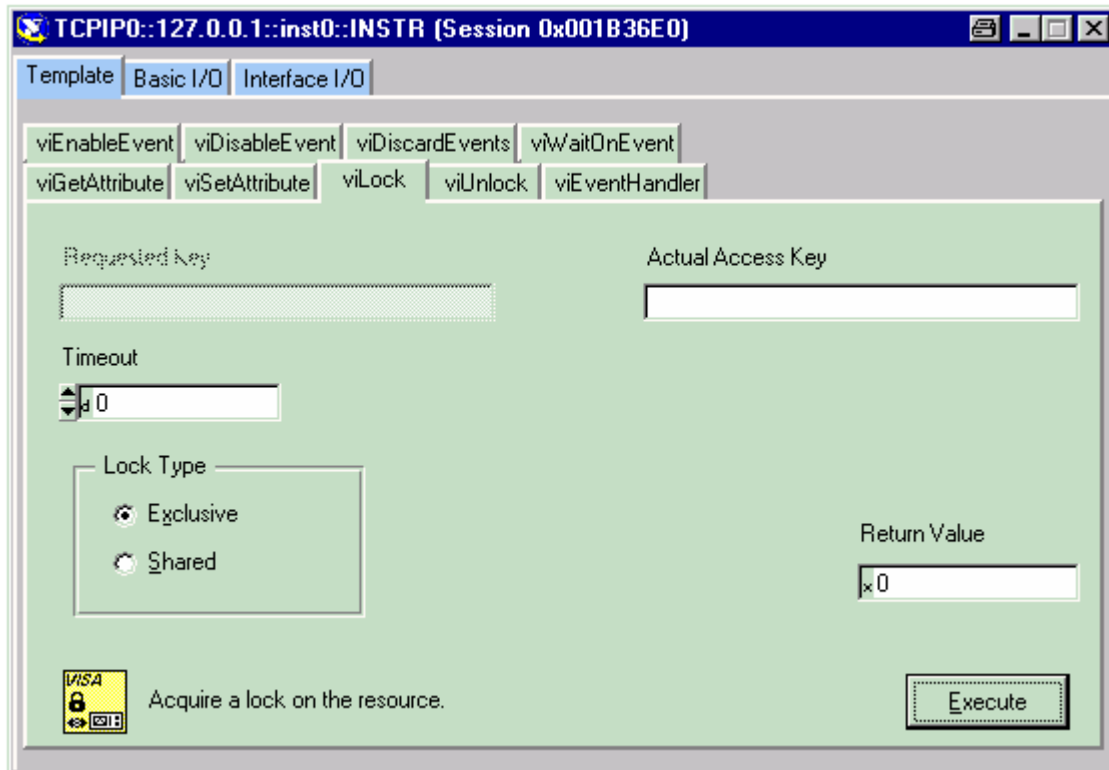 TCPIP0::127.0.0.1::inst0::INSTR (Session 0x001B36E0)
Template Basic I/O Interface I/O
viEnableEvent viDisableEvent viDiscardEvents viWaitOnEvent
viGetAttribute viSetAttribute viLock viUnlock viEventHandler
Requested Key Actual Access Key
Timeout
d 0
Lock Type
Exclusive
Shared
Return Value
x 0
VISA
Acquire a lock on the resource.
Execute